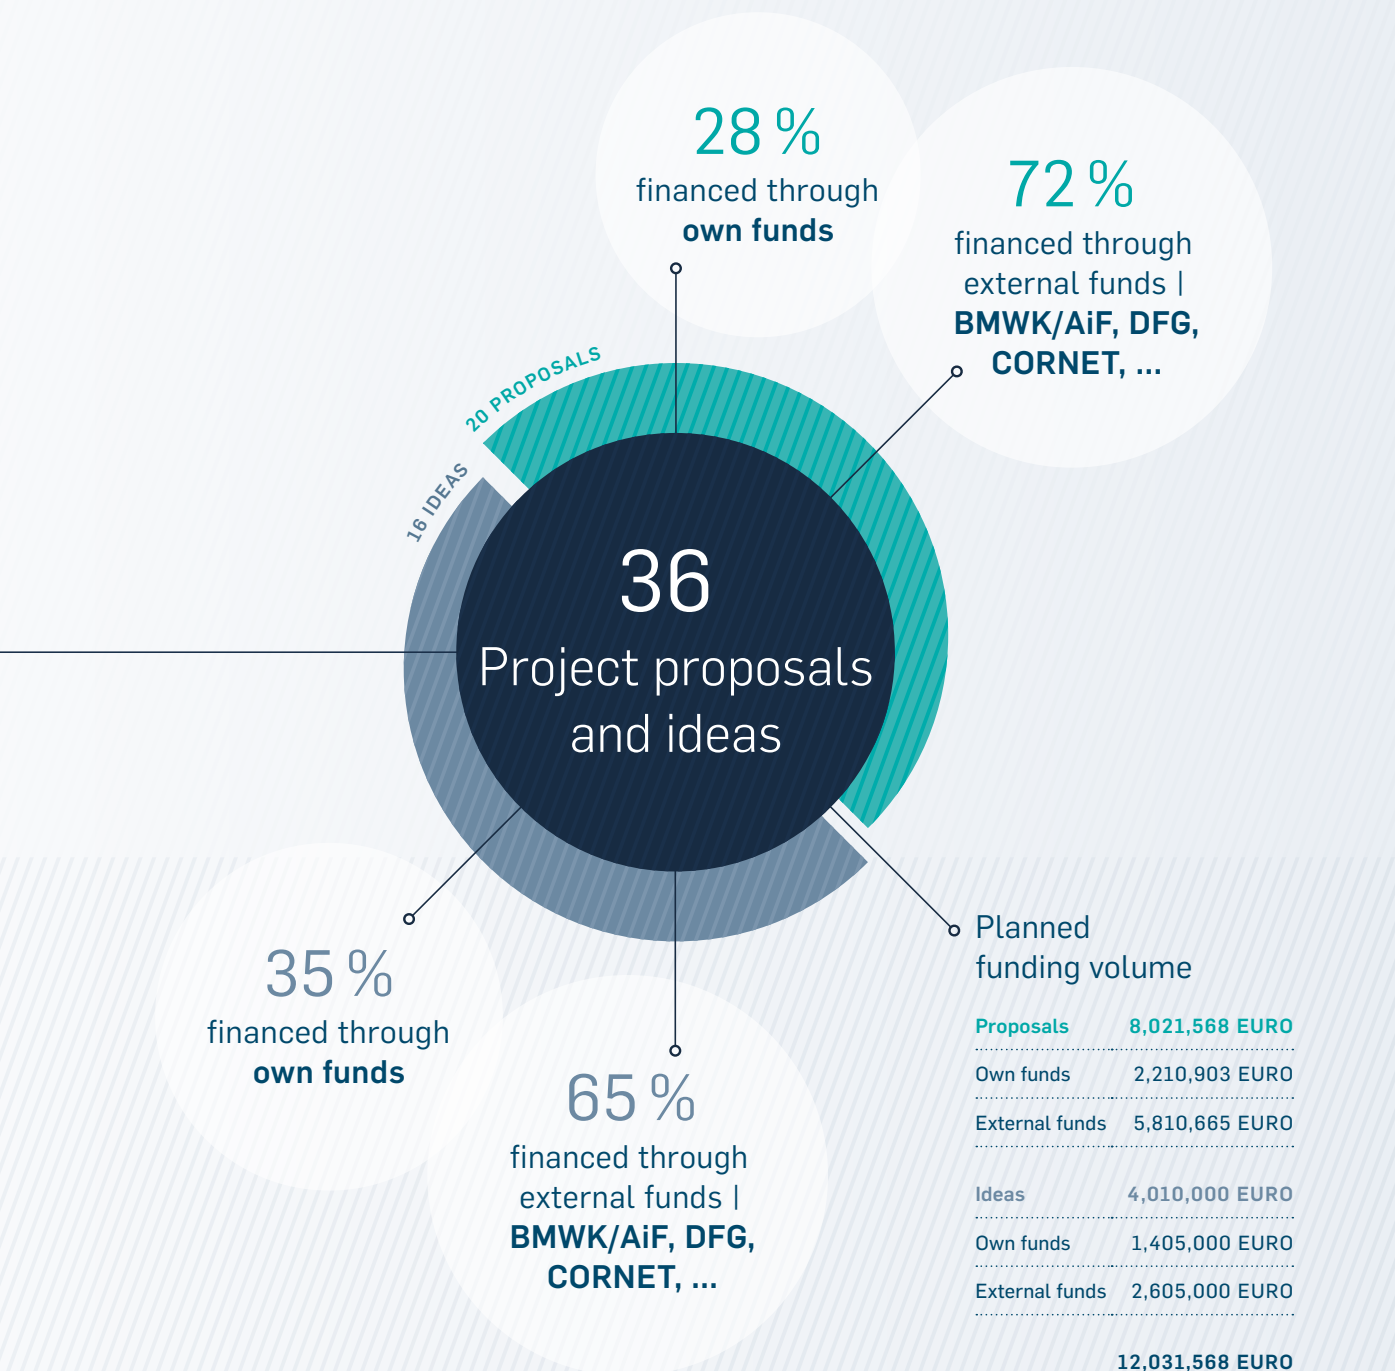 28 %
financed through
own funds
72 %
financed through
external funds |
BMWK/AiF, DFG,
CORNET, ...
20 PROPOSALS
16 IDEAS
36
Project proposals
and ideas
35 %
financed through
own funds
65 %
financed through
external funds |
BMWK/AiF, DFG,
CORNET, ...
Planned
funding volume
Proposals 8,021,568 EURO
Own funds 2,210,903 EURO
External funds 5,810,665 EURO
Ideas 4,010,000 EURO
Own funds 1,405,000 EURO
External funds 2,605,000 EURO
12,031,568 EURO